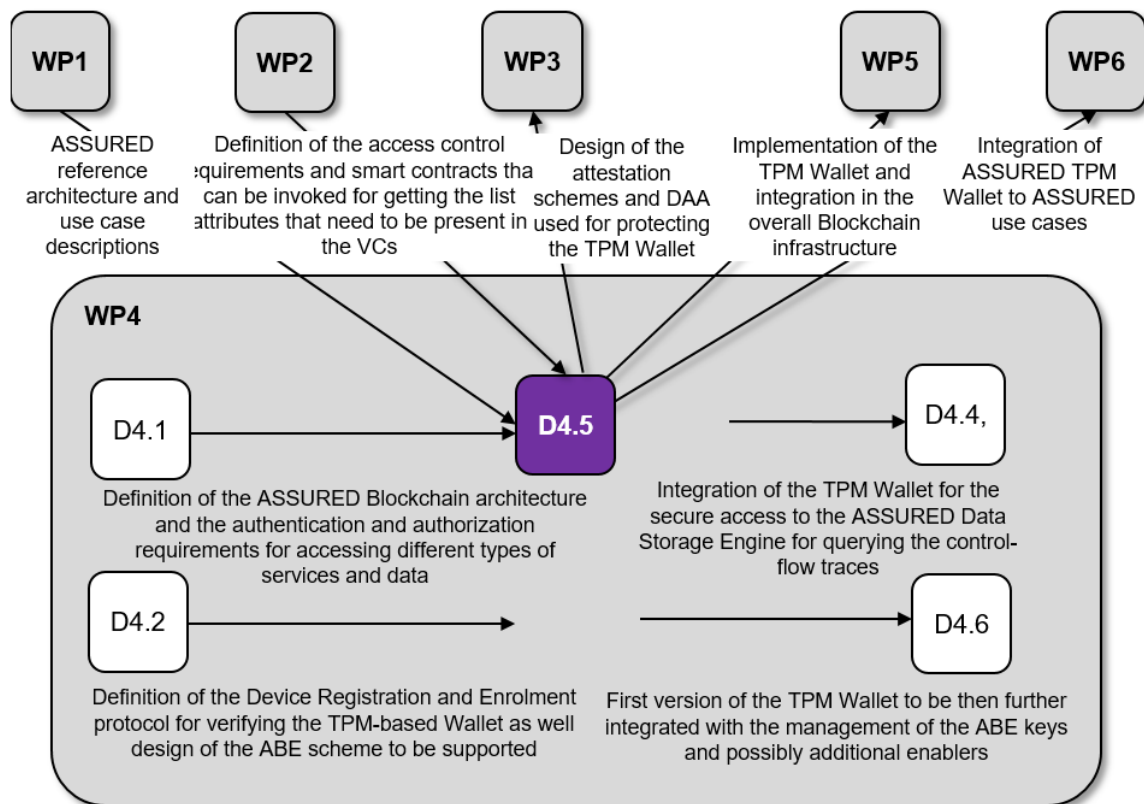 WP1
WP2
WP3
WP5
WP6
ASSURED
reference
architecture and
use case
descriptions
Definition of the access control
equirements and smart contracts tha
can be invoked for getting the list
attributes that need to be present in
the VCs
Design of the
attestation
schemes and DAA
used for protecting
the TPM Wallet
Implementation of the
TPM Wallet and
integration in the
overall Blockchain
infrastructure
Integration of
ASSURED TPM
Wallet to ASSURED
use cases
WP4
D4.1
D4.5
D4.4,
Definition of the ASSURED Blockchain architecture
and the authentication and authorization
requirements for accessing different types of
services and data
Integration of the TPM Wallet for the
secure access to the ASSURED Data
Storage Engine for querying the control-
flow traces
D4.2
D4.6
Definition of the Device Registration and Enrolment
protocol for verifying the TPM-based Wallet as well
design of the ABE scheme to be supported
First version of the TPM Wallet to be then further
integrated with the management of the ABE keys
and possibly additional enablers